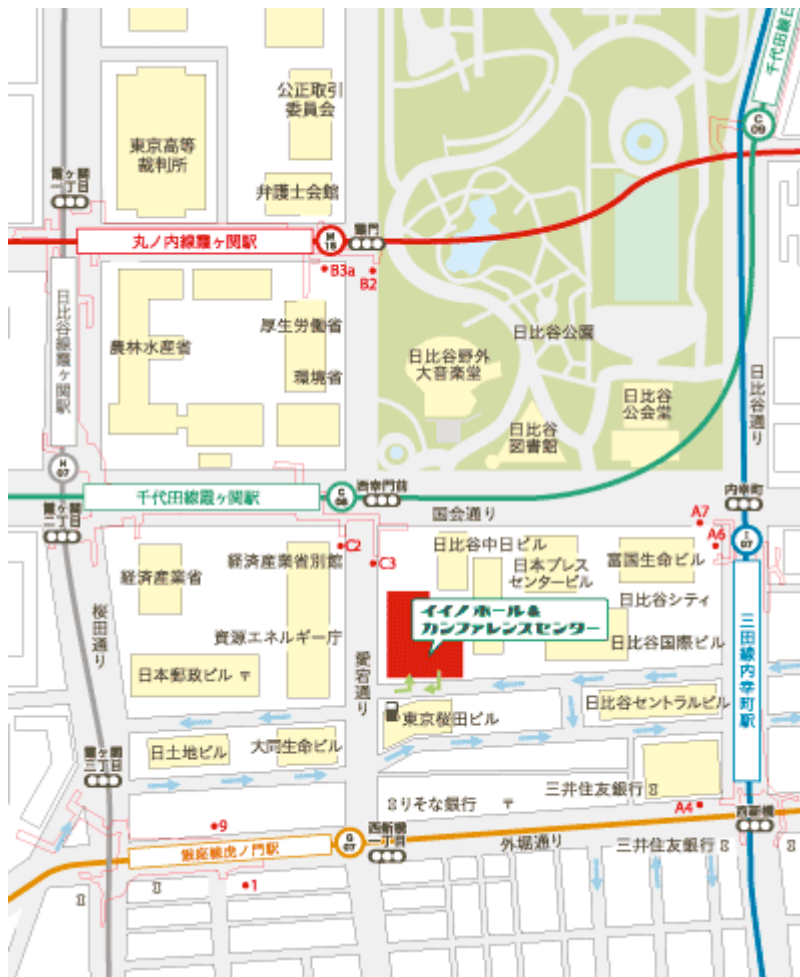 千代田線日
公正取引
委員会
C
09
東京高等
裁判所
霞ヶ関
一丁目
弁護士会館
丸ノ内線霞ヶ関駅
M
15
霞門
B3a
B2
日比谷線霞ヶ関駅
厚生労働省
農林水産省
環境省
日比谷公園
日比谷野外
大音楽堂
日比谷
公会堂
日比谷
図書館
日比谷通り
H
07
千代田線霞ヶ関駅
C
08
西幸門前
内幸町
国会通り
A7
霞ヶ関
二丁目
A6
I
07
C2
C3
日比谷中日ビル
経済産業省別館
経済産業省
日本プレス
センタービル
富国生命ビル
イイノホール&
カンファレンスセンター
日比谷シティ
桜田通り
資源エネルギー庁
日比谷国際ビル
愛宕通り
三田線内幸町駅
日本郵政ビル 〒
日比谷セントラルビル
東京桜田ビル
日土地ビル
大同生命ビル
霞ヶ関
三丁目
三井住友銀行
りそな銀行
〒
A4
9
G
07
西新橋
一丁目
西新橋
銀座線虎ノ門駅
外堀通り
三井住友銀行
1